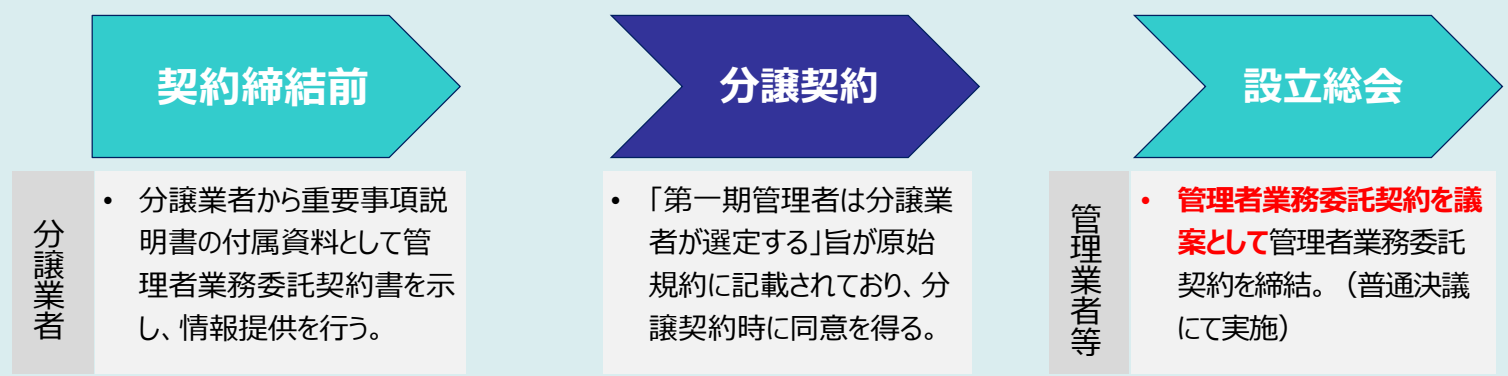 契約締結前
分譲契約
設立総会
分譲業者
• 分譲業者から重要事項説
明書の付属資料として管
理者業務委託契約書を示
し、情報提供を行う。
• 「第一期管理者は分譲業
者が選定する」旨が原始
規約に記載されており、分
譲契約時に同意を得る。
管理業者等
• 管理者業務委託契約を議
案として管理者業務委託
契約を締結。（普通決議
にて実施）